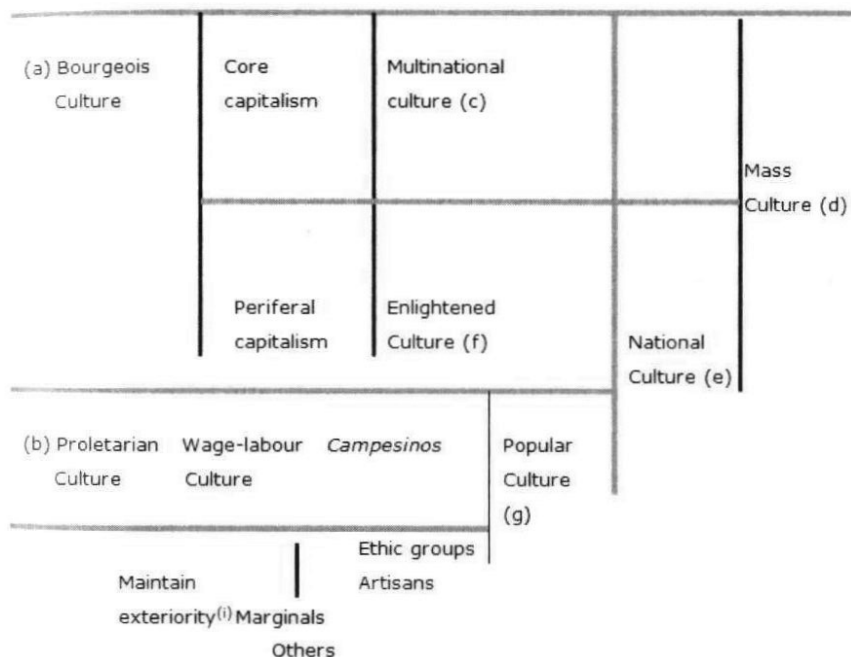 (a) Bourgeois
Culture
Core
capitalism
Multinational
culture (c)
Mass
Culture (d)
Periferal
capitalism
Enlightened
Culture (f)
National
Culture (e)
(b) Proletarian
Culture
Wage-labour
Culture
Campesinos
Popular
Culture
(g)
Ethic groups
Artisans
Maintain
exteriority(i) Marginals
Others